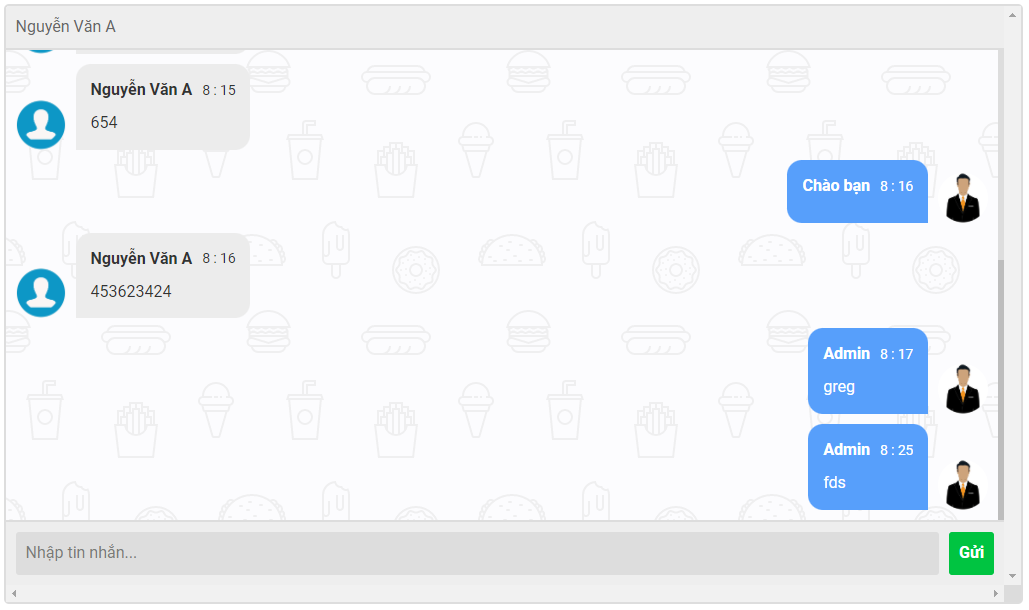 Nguyễn Văn A
Nguyễn Văn A 8 : 15
654
Chào bạn 8 : 16
Nguyễn Văn A 8 : 16
453623424
Admin 8 : 17
greg
Admin 8 : 25
fds
Nhập tin nhắn...
Gửi